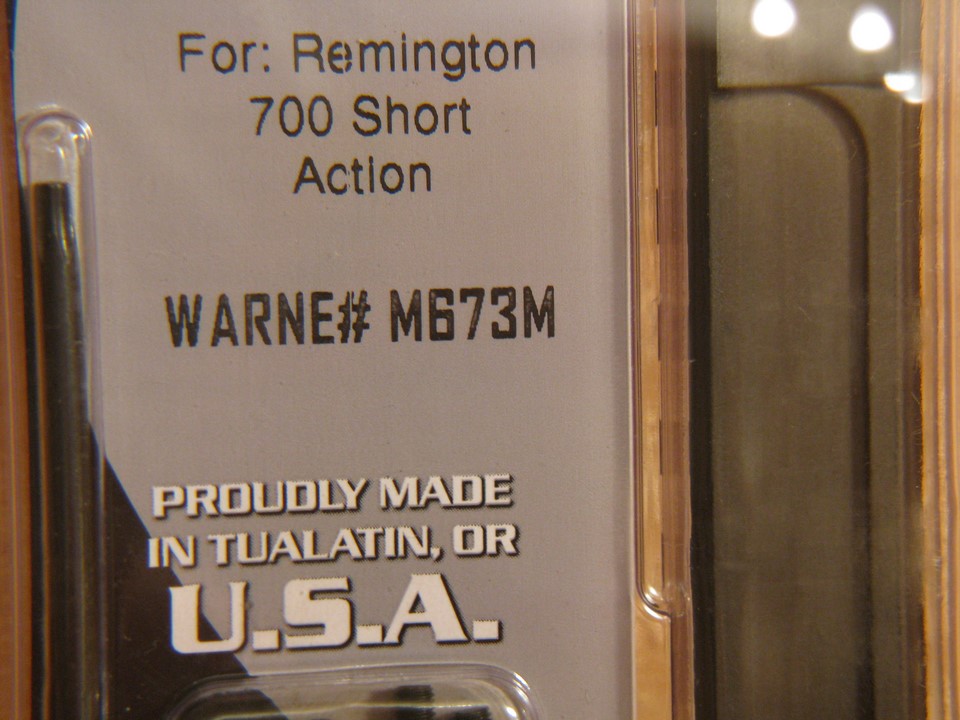 For: Remington
700 Short
Action
WARNE# M673M
PROUDLY MADE
IN TUALATIN, OR
U.S.A.